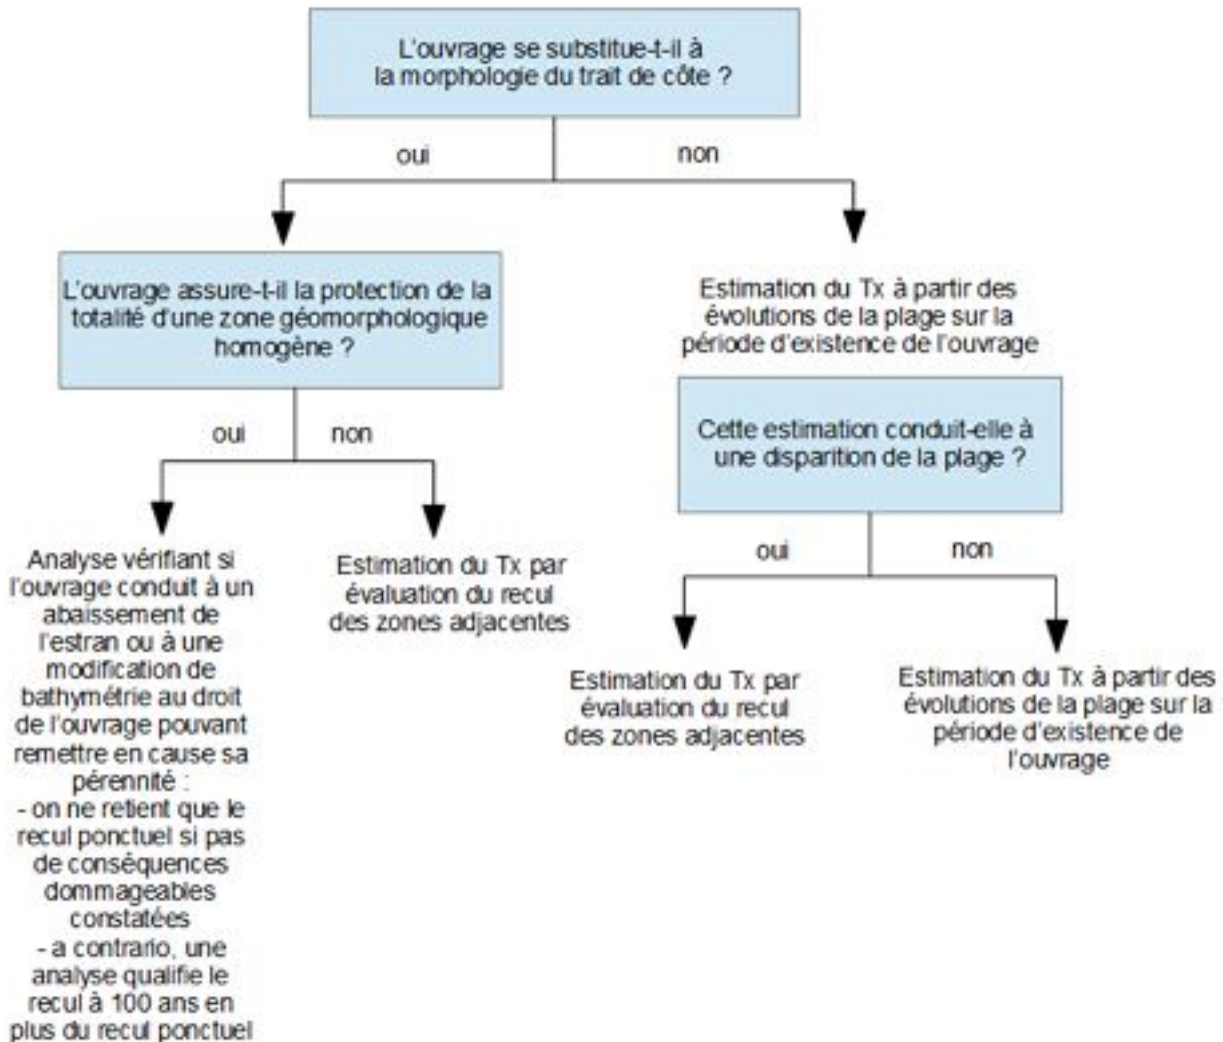 L'ouvrage se substitue-t-il à
la morphologie du trait de côte ?
oui
non
L'ouvrage assure-t-il la protection de la
totalité d'une zone géomorphologique
homogène ?
oui
non
Analyse vérifiant si
l'ouvrage conduit à un
abaissement de
l'estran ou à une
modification de
bathymétrie au droit
de l'ouvrage pouvant
remettre en cause sa
pérennité :
- on ne retient que le
recul ponctuel si pas
de conséquences
dommageables
constatées
- a contrario, une
analyse qualifie le
recul à 100 ans en
plus du recul ponctuel
Estimation du Tx par
évaluation du recul
des zones adjacentes
Estimation du Tx à partir des
évolutions de la plage sur la
période d'existence de l'ouvrage
Cette estimation conduit-elle à
une disparition de la plage ?
oui
non
Estimation du Tx par
évaluation du recul
des zones adjacentes
Estimation du Tx à partir des
évolutions de la plage sur la
période d'existence de
l'ouvrage